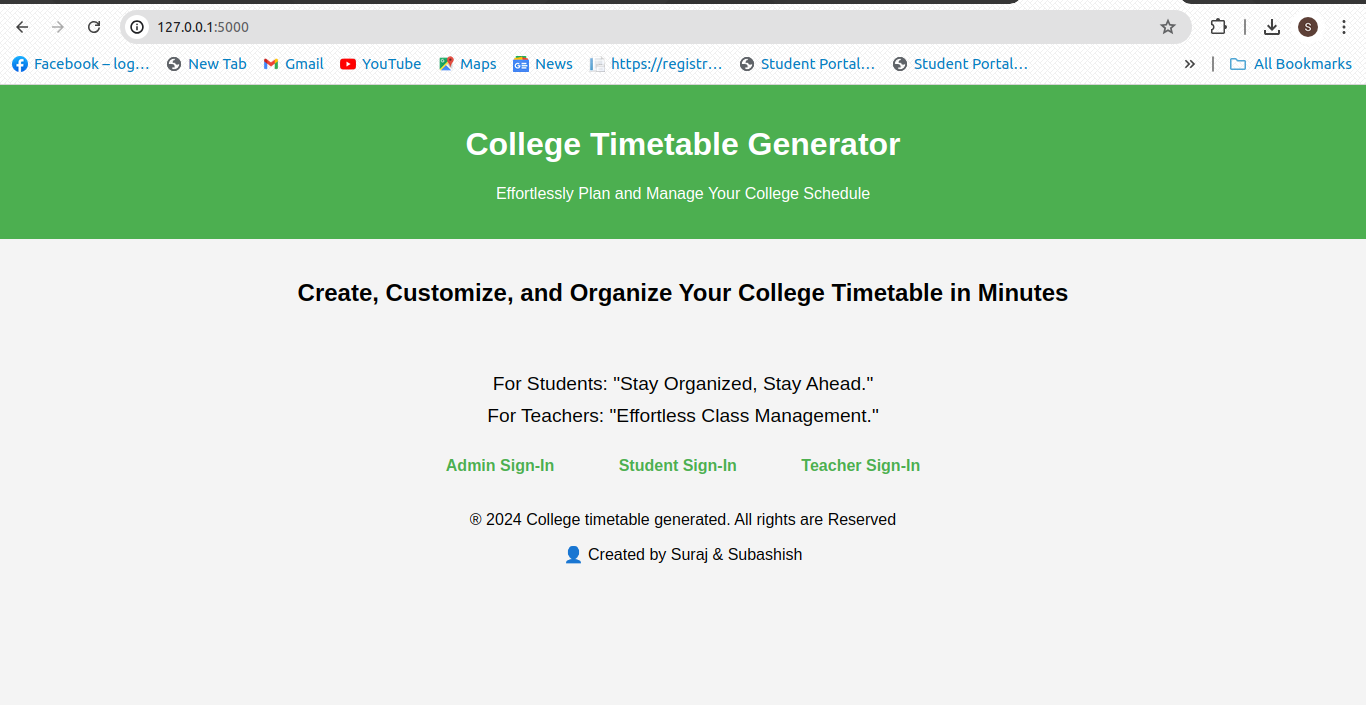 127.0.0.1:5000
S
Facebook – log... New Tab Gmail YouTube Maps News https://registr... Student Portal... Student Portal... » All Bookmarks
College Timetable Generator
Effortlessly Plan and Manage Your College Schedule
Create, Customize, and Organize Your College Timetable in Minutes
For Students: "Stay Organized, Stay Ahead."
For Teachers: "Effortless Class Management."
Admin Sign-In Student Sign-In Teacher Sign-In
® 2024 College timetable generated. All rights are Reserved
👤 Created by Suraj & Subashish